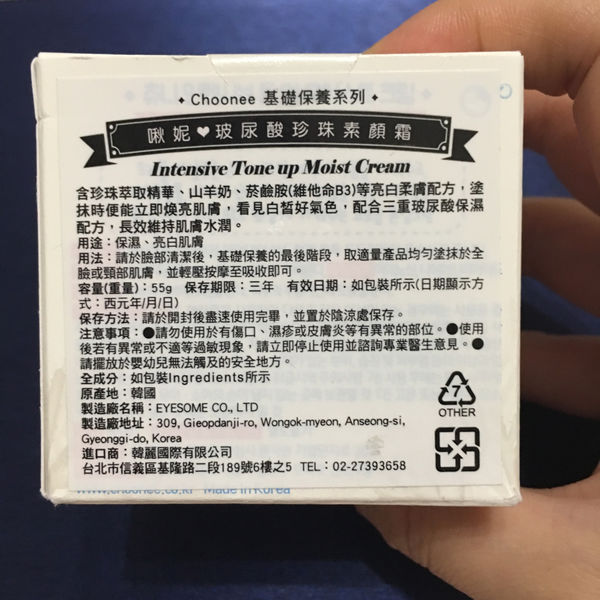 Choonee 基礎保養系列
啾妮♥玻尿酸珍珠素顏霜
Intensive Tone up Moist Cream
含珍珠萃取精華、山羊奶、菸鹼胺(維他命B3)等亮白柔膚配方，塗
抹時便能立即煥亮肌膚，看見白皙好氣色，配合三重玻尿酸保濕
配方，長效維持肌膚水潤。
用途：保濕、亮白肌膚
用法：請於臉部清潔後，基礎保養的最後階段，取適量產品均勻塗抹於全
臉或頸部肌膚，並輕壓按摩至吸收即可。
容量(重量)：55g 保存期限：三年 有效日期：如包裝所示(日期顯示方
式：西元年/月/日)
保存方法：請於開封後盡速使用完畢，並置於陰涼處保存。
注意事項：●請勿使用於有傷口、濕疹或皮膚炎等有異常的部位。●使用
後若有異常或不適等過敏現象，請立即停止使用並諮詢專業醫生意見。●
請擺放於嬰幼兒無法觸及的安全地方。
全成分：如包裝Ingredients所示
原產地：韓國
製造廠名稱：EYESOME CO., LTD
製造廠地址：309, Gieopdanji-ro, Wongok-myeon, Anseong-si,
Gyeonggi-do, Korea
進口商：韓麗國際有限公司
台北市信義區基隆路二段189號6樓之5 TEL：02-27393658
7
OTHER
www.choonee.co.kr Made in Korea